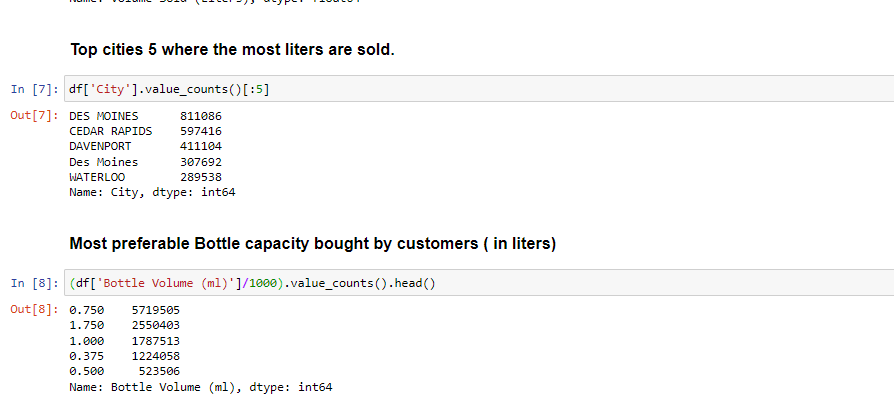 Name: Volume Sold (Liters), dtype: float64
Top cities 5 where the most liters are sold.
In [7]: df['City'].value_counts()[:5]
Out[7]: DES MOINES 811086
CEDAR RAPIDS 597416
DAVENPORT 411104
Des Moines 307692
WATERLOO 289538
Name: City, dtype: int64
Most preferable Bottle capacity bought by customers ( in liters)
In [8]: (df['Bottle Volume (ml)']/1000).value_counts().head()
Out[8]: 0.750 5719505
1.750 2550403
1.000 1787513
0.375 1224058
0.500 523506
Name: Bottle Volume (ml), dtype: int64